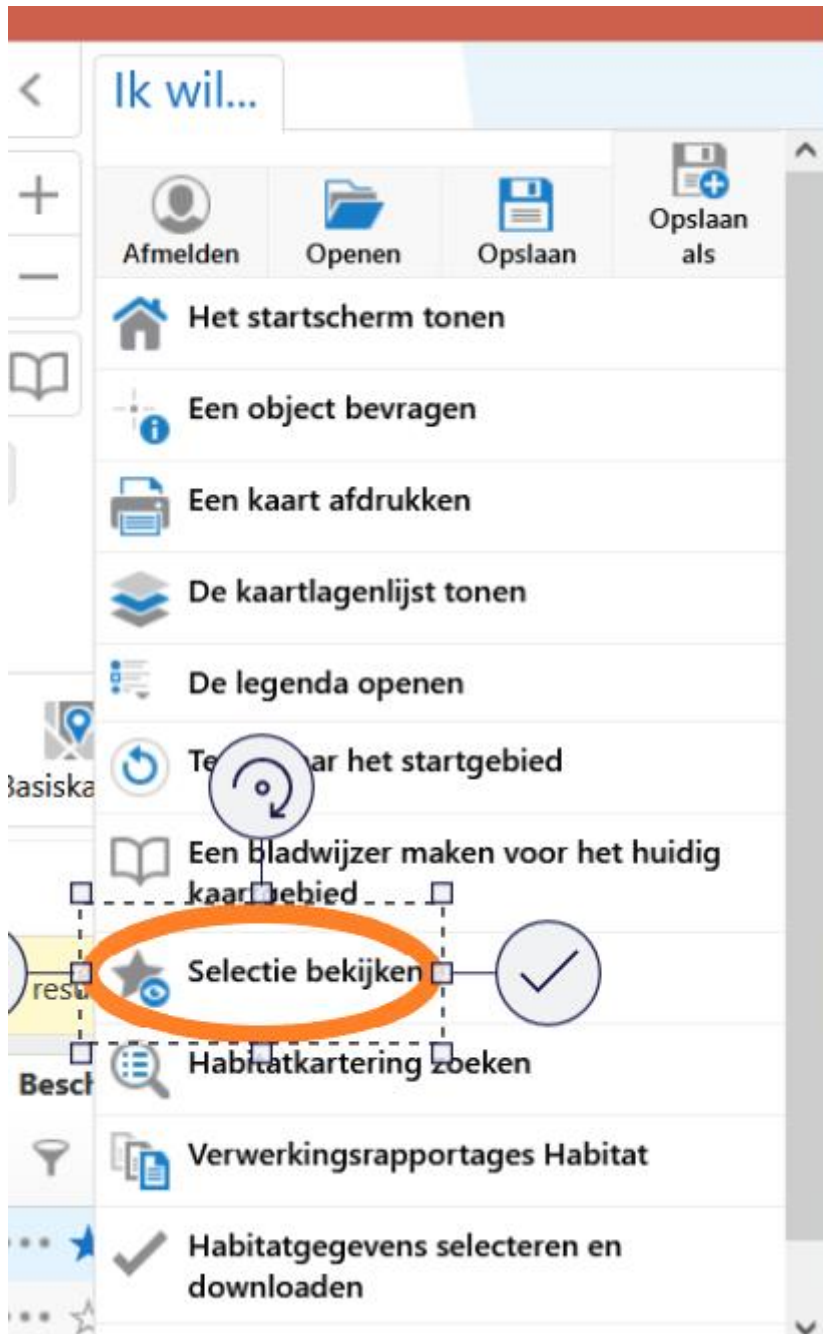 Ik wil...
Afmelden
Openen
Opslaan
Opslaan
als
Het startscherm tonen
Een object bevragen
Een kaart afdrukken
De kaartlagenlijst tonen
De legenda openen
ar het startgebied
Basiska
Een bladwijzer maken voor het huidig
kaartgebied
Selectie bekijken
resu
Habitatkartering zoeken
Besch
Verwerkingsrapportages Habitat
Habitatgegevens selecteren en
downloaden